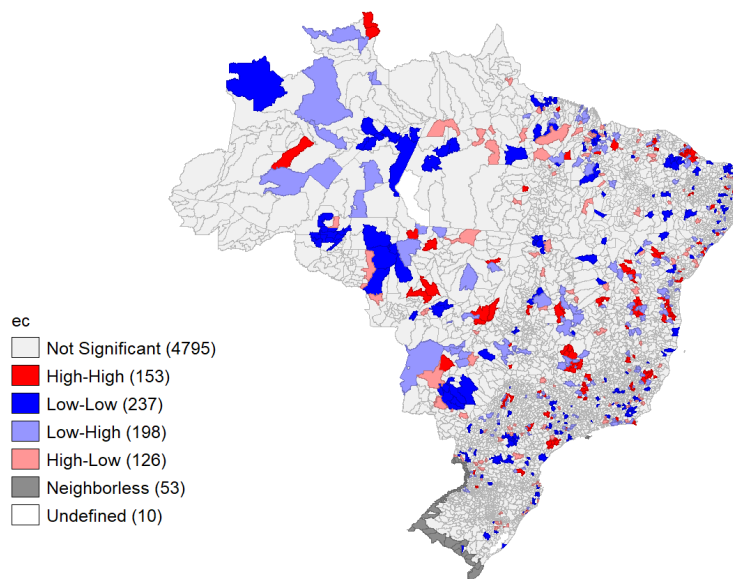 ec
Not Significant (4795)
High-High (153)
Low-Low (237)
Low-High (198)
High-Low (126)
Neighborless (53)
Undefined (10)